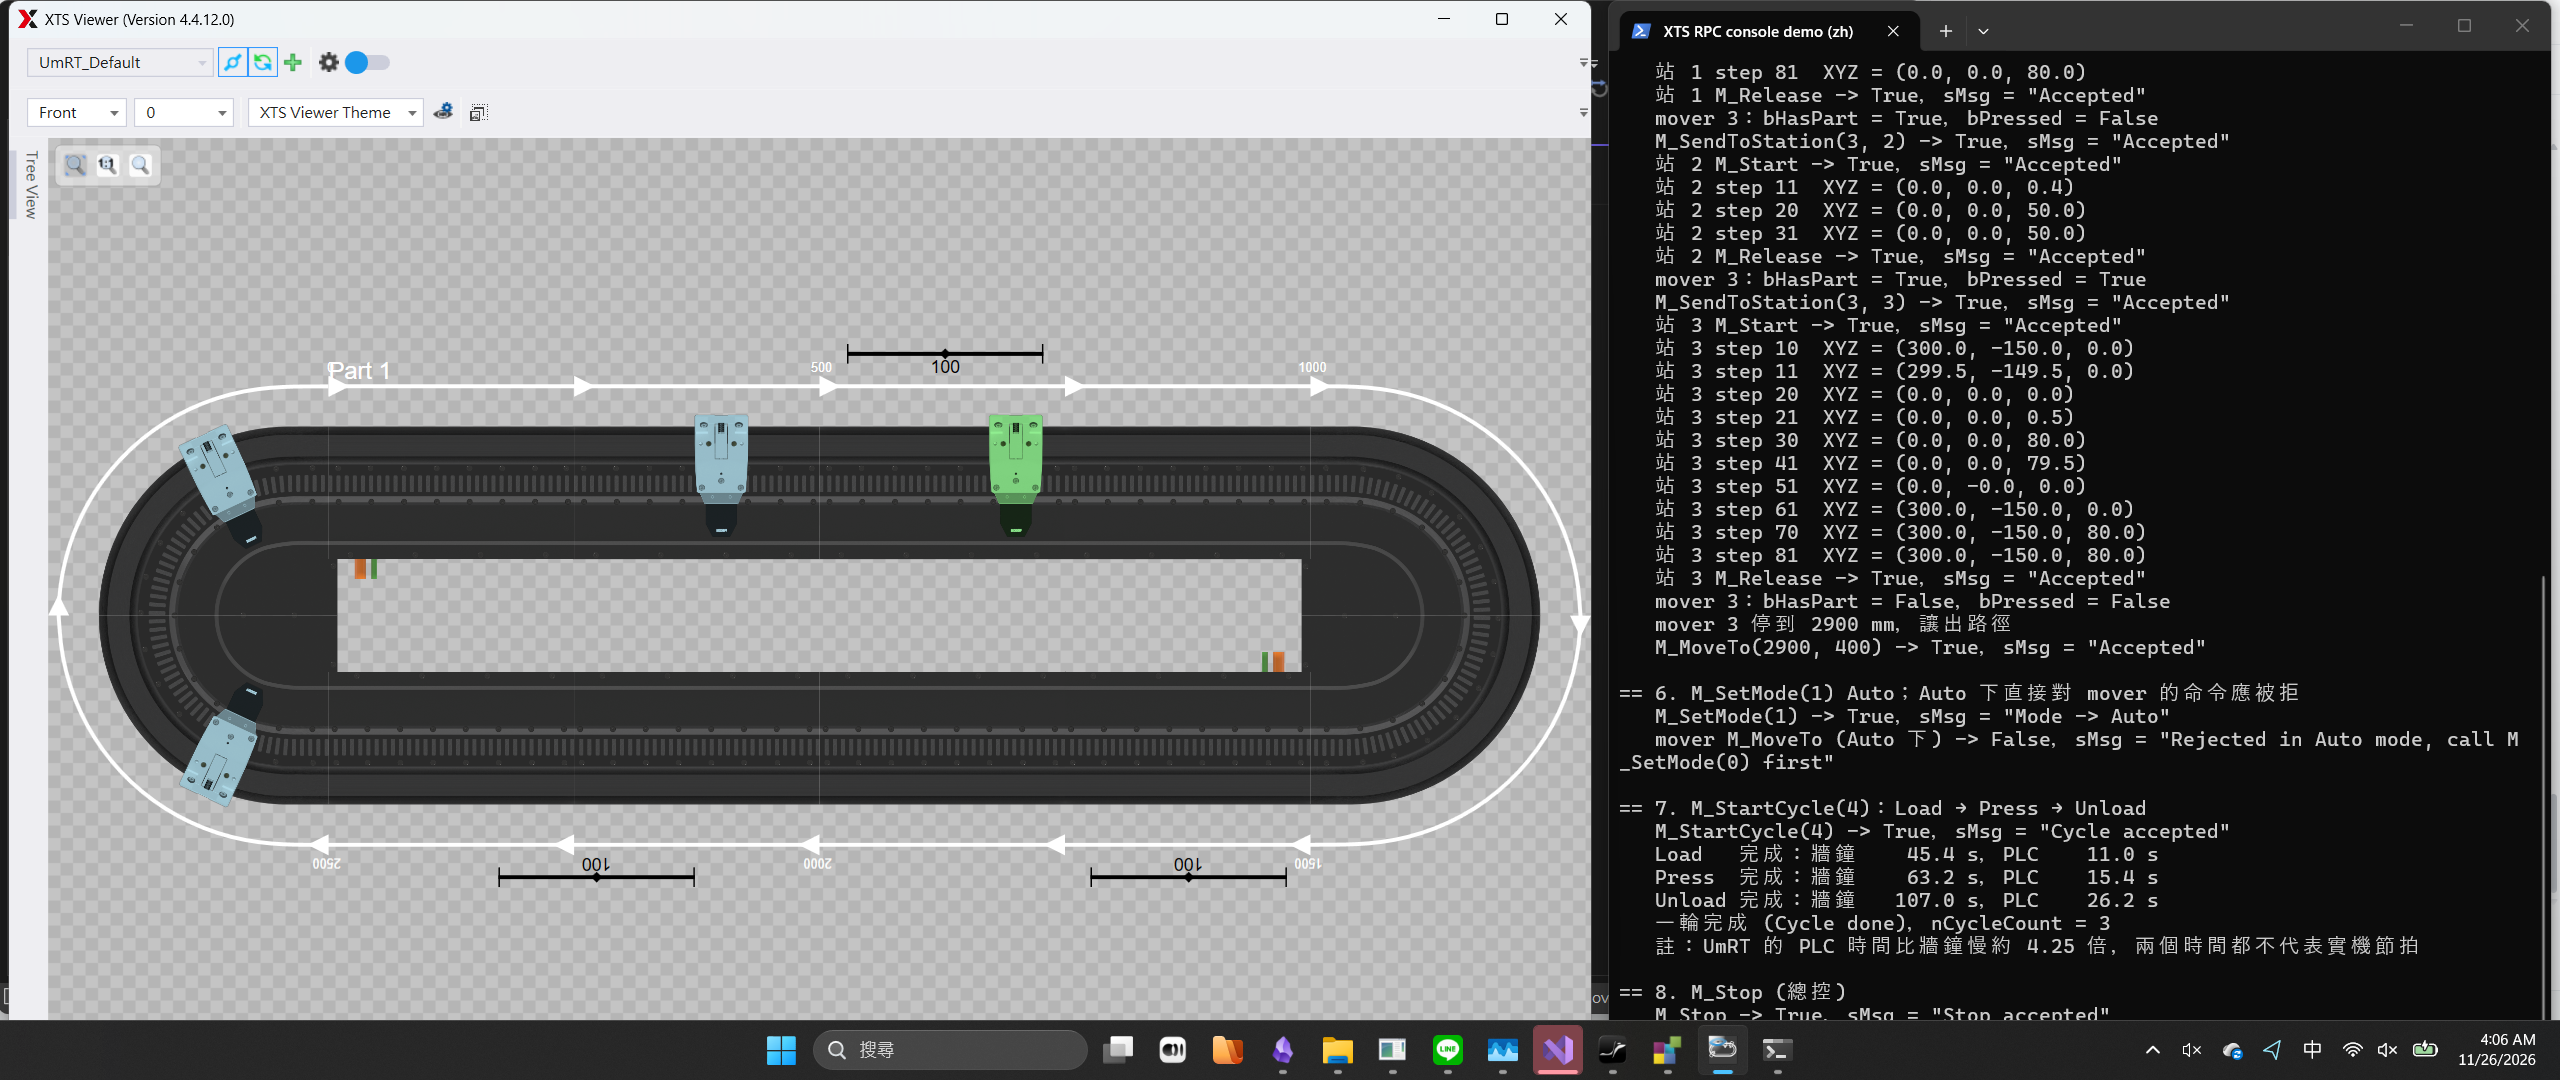 XTS Viewer (Version 4.4.12.0)
UmRT_Default
Front
0
XTS Viewer Theme
Tree View
1:1
Part 1
500
1000
100
2500
2000
1500
100
100
XTS RPC console demo (zh)
站 1 step 81  XYZ = (0.0, 0.0, 80.0)
站 1 M_Release -> True, sMsg = "Accepted"
mover 3：bHasPart = True, bPressed = False
M_SendToStation(3, 2) -> True, sMsg = "Accepted"
站 2 M_Start -> True, sMsg = "Accepted"
站 2 step 11  XYZ = (0.0, 0.0, 0.4)
站 2 step 20  XYZ = (0.0, 0.0, 50.0)
站 2 step 31  XYZ = (0.0, 0.0, 50.0)
站 2 M_Release -> True, sMsg = "Accepted"
mover 3：bHasPart = True, bPressed = True
M_SendToStation(3, 3) -> True, sMsg = "Accepted"
站 3 M_Start -> True, sMsg = "Accepted"
站 3 step 10  XYZ = (300.0, -150.0, 0.0)
站 3 step 11  XYZ = (299.5, -149.5, 0.0)
站 3 step 20  XYZ = (0.0, 0.0, 0.0)
站 3 step 21  XYZ = (0.0, 0.0, 0.5)
站 3 step 30  XYZ = (0.0, 0.0, 80.0)
站 3 step 41  XYZ = (0.0, 0.0, 79.5)
站 3 step 51  XYZ = (0.0, -0.0, 0.0)
站 3 step 61  XYZ = (300.0, -150.0, 0.0)
站 3 step 70  XYZ = (300.0, -150.0, 80.0)
站 3 step 81  XYZ = (300.0, -150.0, 80.0)
站 3 M_Release -> True, sMsg = "Accepted"
mover 3：bHasPart = False, bPressed = False
mover 3 停到 2900 mm，讓出路徑
M_MoveTo(2900, 400) -> True, sMsg = "Accepted"
== 6. M_SetMode(1) Auto；Auto 下直接對 mover 的命令應被拒
M_SetMode(1) -> True, sMsg = "Mode -> Auto"
mover M_MoveTo (Auto 下) -> False, sMsg = "Rejected in Auto mode, call M
_SetMode(0) first"
== 7. M_StartCycle(4)：Load → Press → Unload
M_StartCycle(4) -> True, sMsg = "Cycle accepted"
Load   完成：牆鐘    45.4 s, PLC    11.0 s
Press  完成：牆鐘    63.2 s, PLC    15.4 s
Unload 完成：牆鐘   107.0 s, PLC    26.2 s
一輪完成 (Cycle done), nCycleCount = 3
註：UmRT 的 PLC 時間比牆鐘慢約 4.25 倍，兩個時間都不代表實機節拍
== 8. M_Stop (總控)
M_Stop -> True, sMsg = "Stop accepted"
搜尋
LINE
中
4:06 AM
11/26/2026